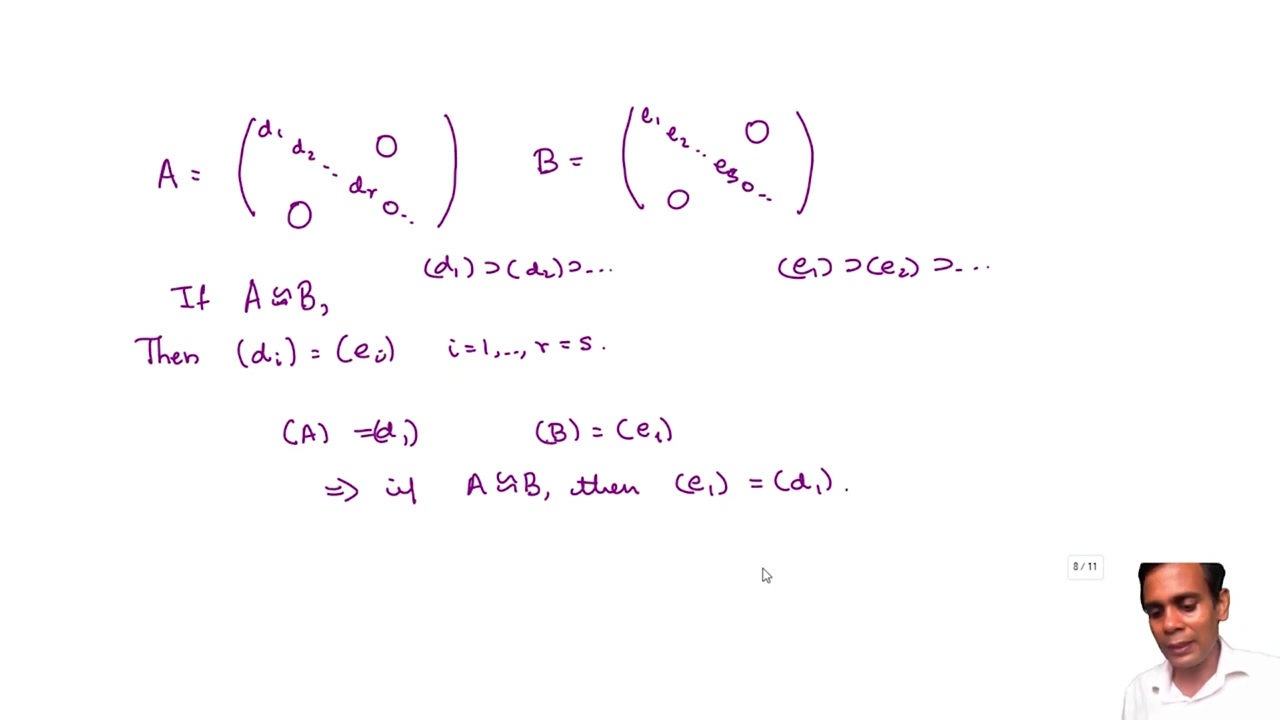 A = ( d₁ d₂ ... dᵣ 0 .. 0 0 ) B = ( e₁ e₂ .. eₛ 0 .. 0 0 )
(d₁) ⊃ (d₂) ⊃ ... (e₁) ⊃ (e₂) ⊃ ...
If A ≈ B,
Then (dᵢ) = (eᵢ) i = 1, .., r = s.
(A) = (d₁) (B) = (e₁)
⇒ if A ≈ B, then (e₁) = (d₁).
8 / 11